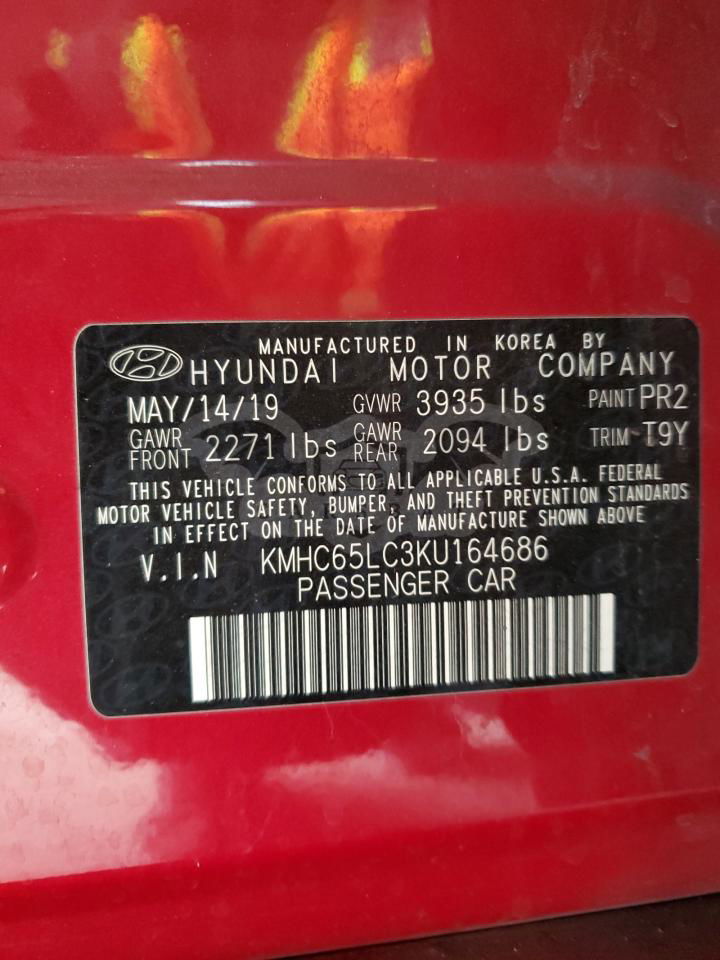 MANUFACTURED IN KOREA BY
HYUNDAI MOTOR COMPANY
MAY/14/19 GVWR 3935 lbs PAINT PR2
GAWR FRONT 2271 lbs GAWR REAR 2094 lbs TRIM T9Y
THIS VEHICLE CONFORMS TO ALL APPLICABLE U.S.A. FEDERAL
MOTOR VEHICLE SAFETY, BUMPER, AND THEFT PREVENTION STANDARDS
IN EFFECT ON THE DATE OF MANUFACTURE SHOWN ABOVE
V.I.N KMHC65LC3KU164686
PASSENGER CAR